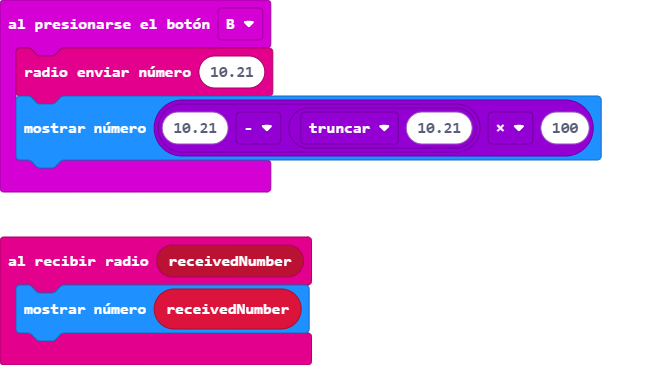 al presionarse el botón B
radio enviar número 10.21
mostrar número 10.21 - truncar 10.21 × 100
al recibir radio receivedNumber
mostrar número receivedNumber